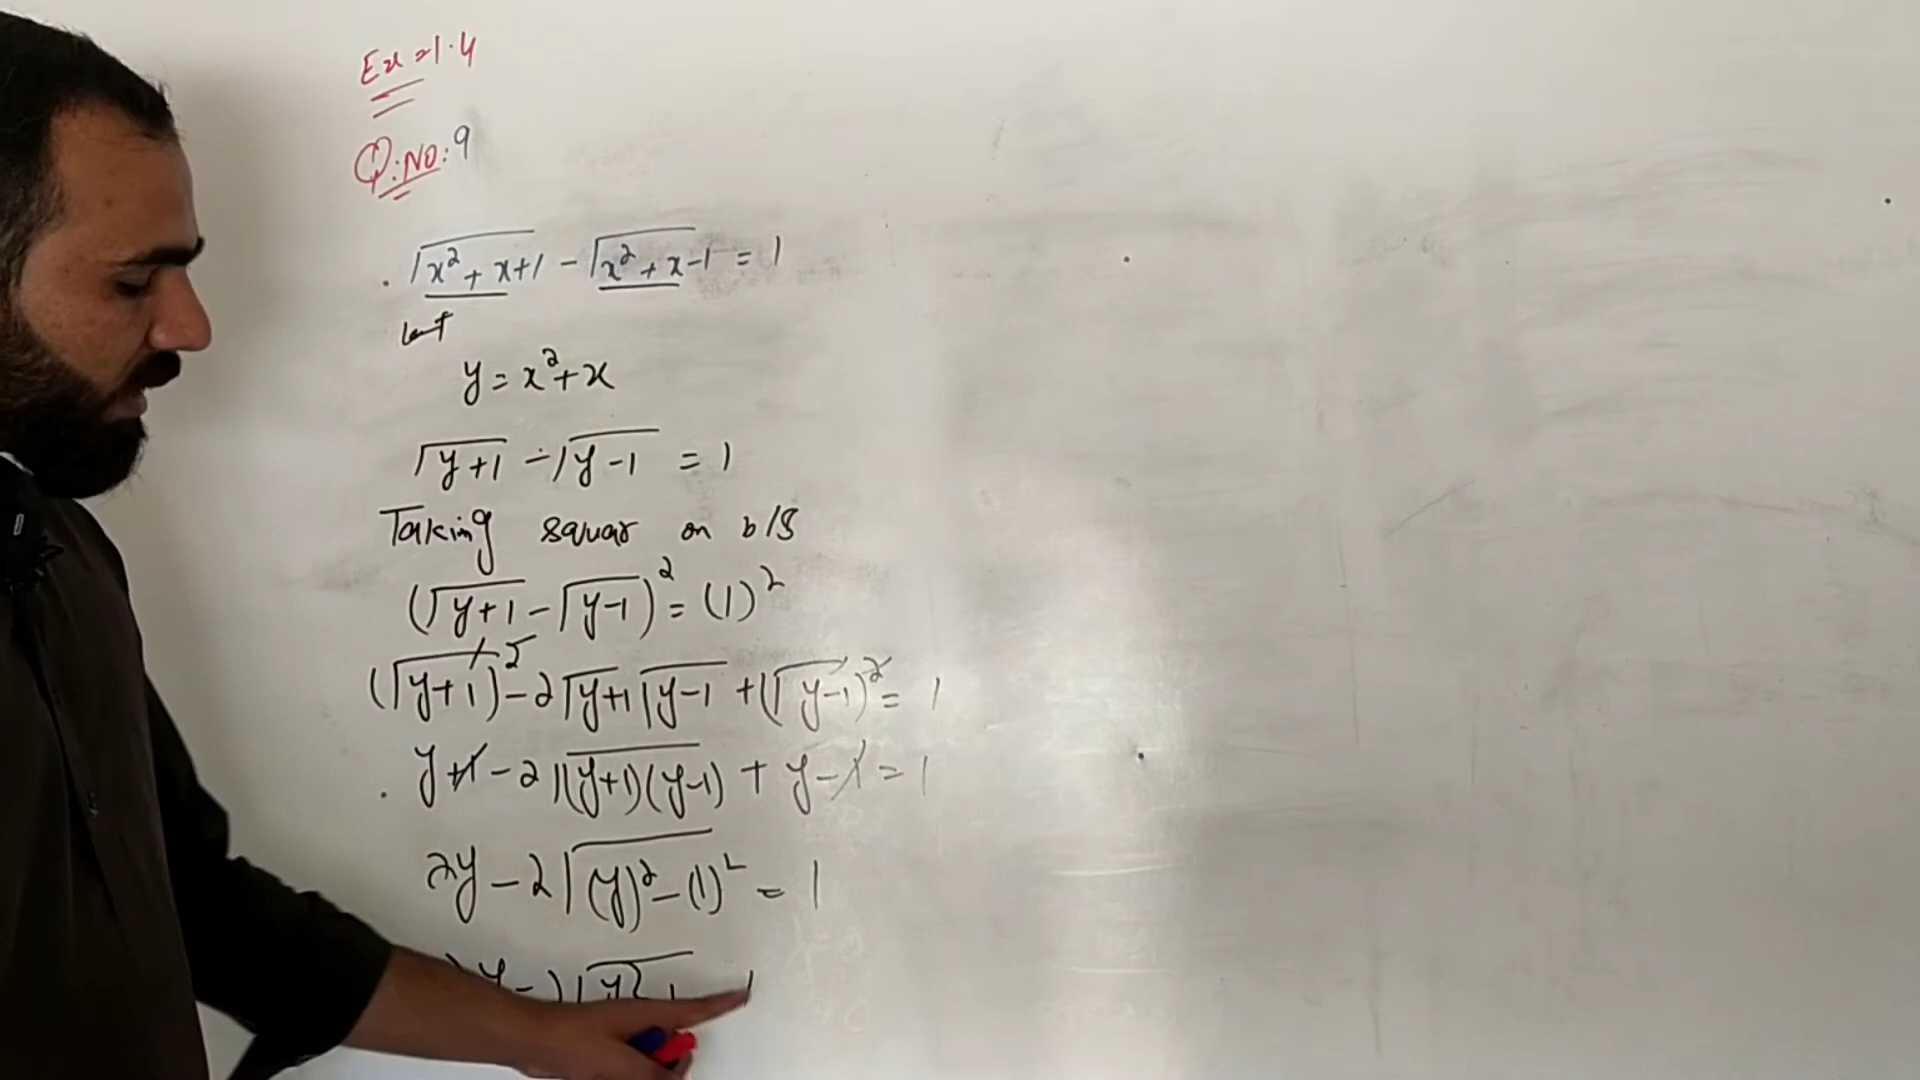 Ex = 1.4
Q:NO: 9
√(x² + x+1) - √(x² + x-1) = 1
let
y = x² + x
√(y+1) - √(y-1) = 1
Taking squar on b/s
(√(y+1) - √(y-1))² = (1)²
(√(y+1))² - 2√(y+1)√(y-1) + (√(y-1))² = 1
y+1 - 2√((y+1)(y-1)) + y-1 = 1
2y - 2√((y)² - (1)²) = 1